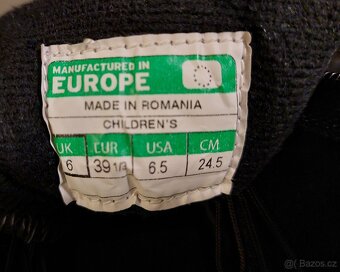 MANUFACTURED IN
EUROPE
MADE IN ROMANIA
CHILDREN'S
UK EUR USA CM
6 39 1/3 6.5 24.5
Bazos.cz